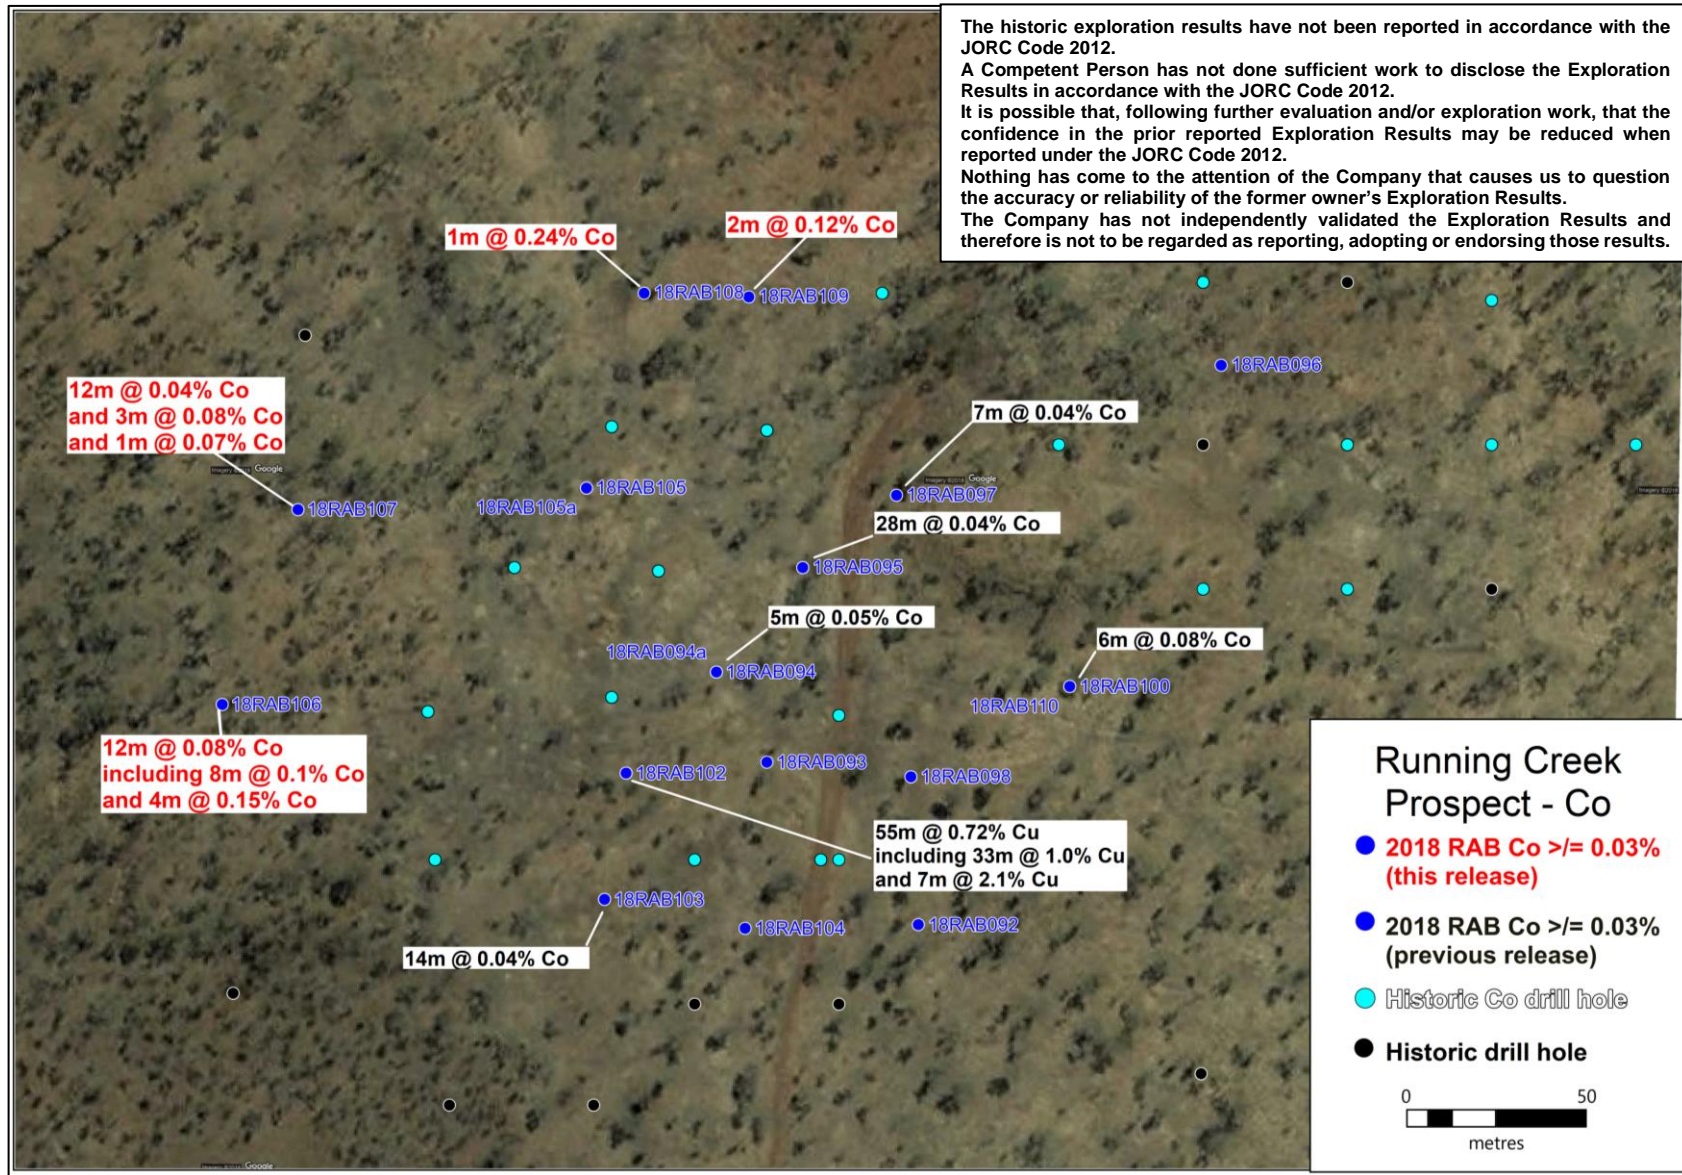 The historic exploration results have not been reported in accordance with the
JORC Code 2012.
A Competent Person has not done sufficient work to disclose the Exploration
Results in accordance with the JORC Code 2012.
It is possible that, following further evaluation and/or exploration work, that the
confidence in the prior reported Exploration Results may be reduced when
reported under the JORC Code 2012.
Nothing has come to the attention of the Company that causes us to question
the accuracy or reliability of the former owner's Exploration Results.
The Company has not independently validated the Exploration Results and
therefore is not to be regarded as reporting, adopting or endorsing those results.
1m @ 0.24% Co
2m @ 0.12% Co
18RAB108
18RAB109
18RAB096
12m @ 0.04% Co
and 3m @ 0.08% Co
and 1m @ 0.07% Co
7m @ 0.04% Co
Google
Google
18RAB105
18RAB105a
18RAB107
18RAB097
28m @ 0.04% Co
18RAB095
5m @ 0.05% Co
6m @ 0.08% Co
18RAB094a
18RAB094
18RAB100
18RAB110
18RAB106
12m @ 0.08% Co
including 8m @ 0.1% Co
and 4m @ 0.15% Co
18RAB102
18RAB093
18RAB098
55m @ 0.72% Cu
including 33m @ 1.0% Cu
and 7m @ 2.1% Cu
18RAB103
18RAB104
18RAB092
14m @ 0.04% Co
Running Creek
Prospect - Co
2018 RAB Co >/= 0.03%
(this release)
2018 RAB Co >/= 0.03%
(previous release)
Historic Co drill hole
Historic drill hole
0 50
metres
Google